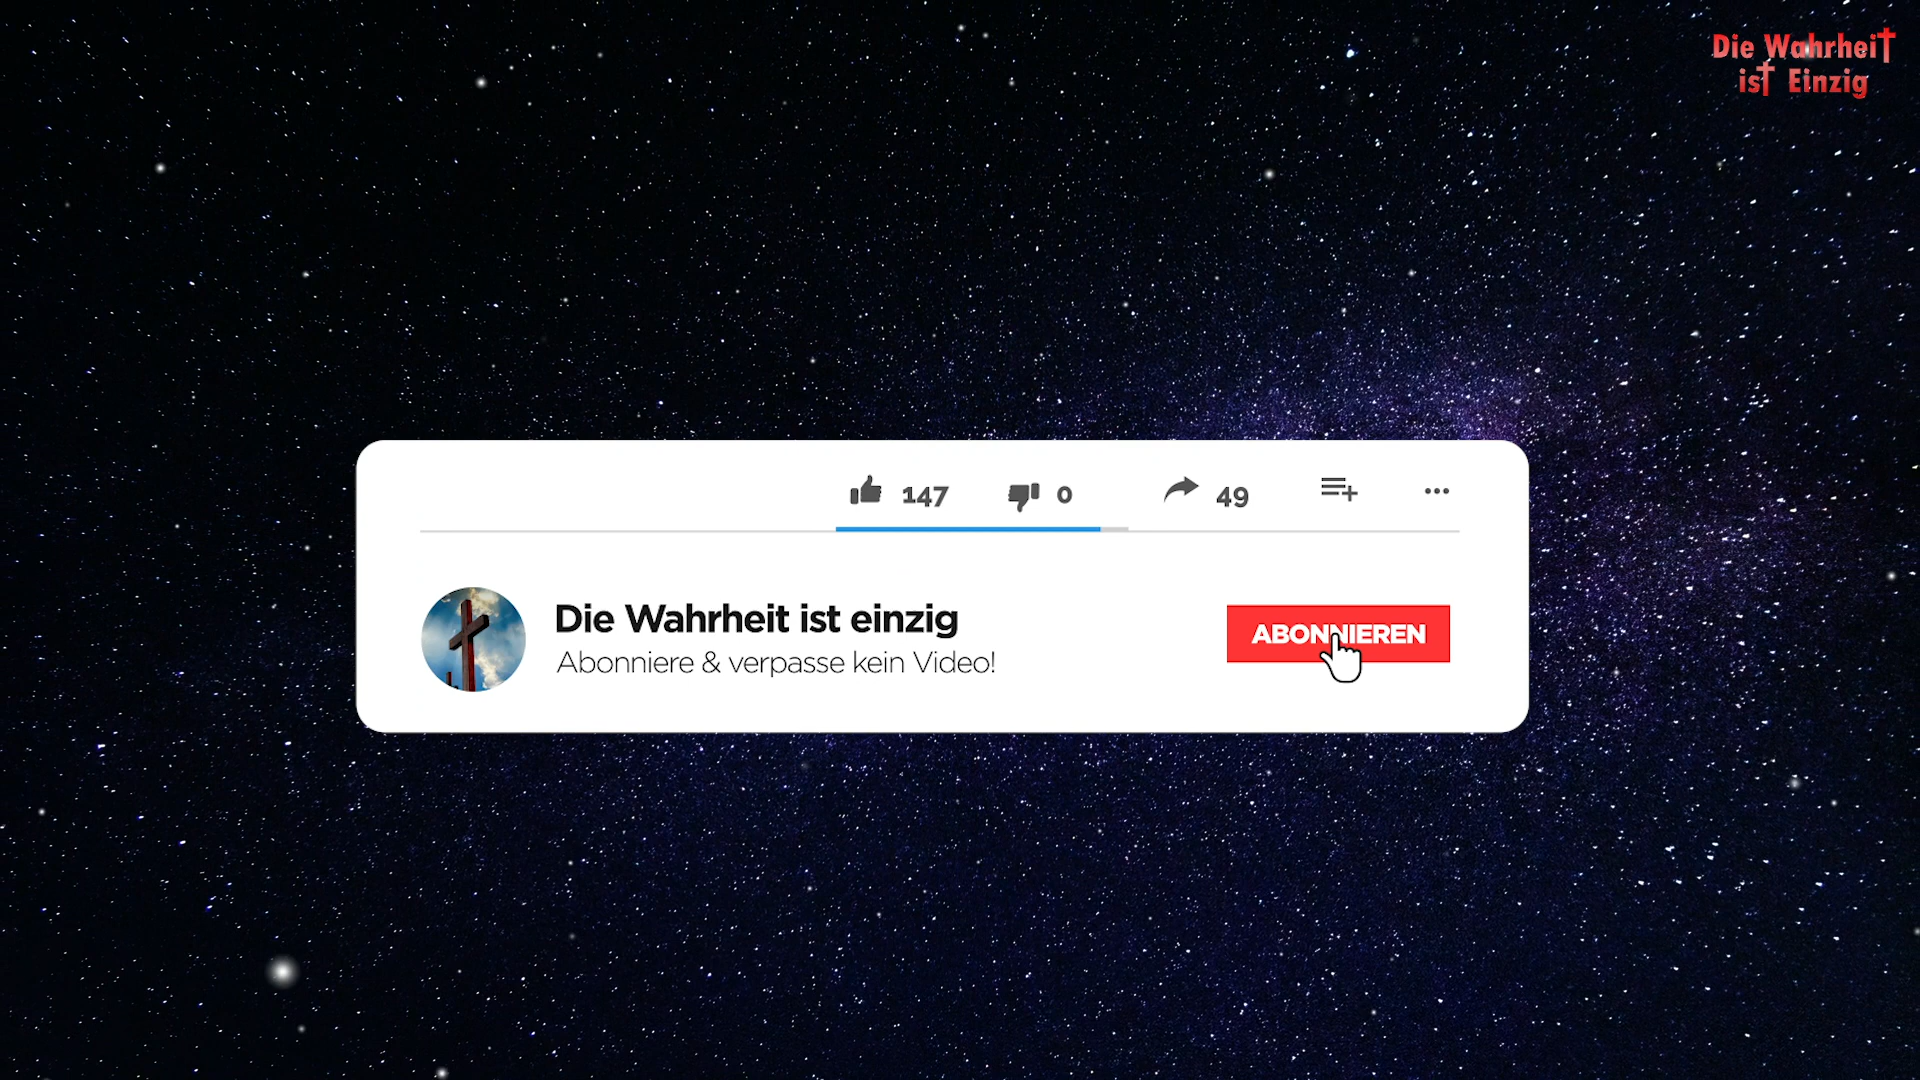 Die Wahrheit
ist Einzig
147 0 49
Die Wahrheit ist einzig
Abonniere & verpasse kein Video!
ABONNIEREN